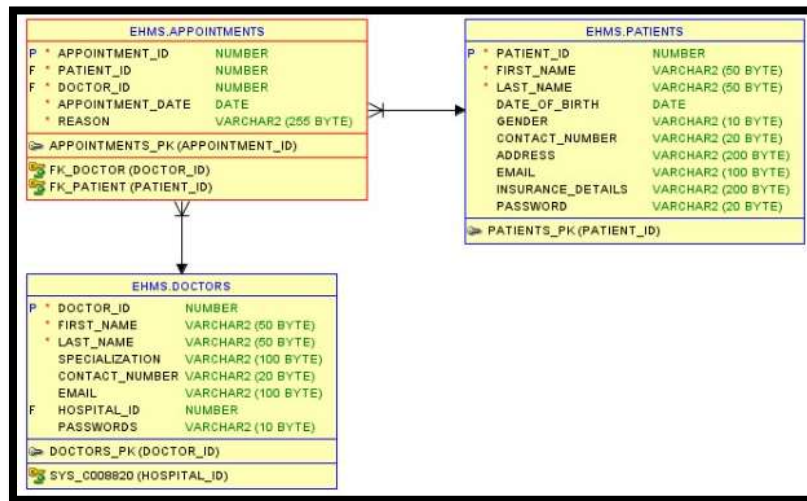 EHMS.APPOINTMENTS
P * APPOINTMENT_ID NUMBER
F * PATIENT_ID NUMBER
F * DOCTOR_ID NUMBER
* APPOINTMENT_DATE DATE
* REASON VARCHAR2 (255 BYTE)
APPOINTMENTS_PK (APPOINTMENT_ID)
FK_DOCTOR (DOCTOR_ID)
FK_PATIENT (PATIENT_ID)
EHMS.PATIENTS
P * PATIENT_ID NUMBER
* FIRST_NAME VARCHAR2 (50 BYTE)
* LAST_NAME VARCHAR2 (50 BYTE)
DATE_OF_BIRTH DATE
GENDER VARCHAR2 (10 BYTE)
CONTACT_NUMBER VARCHAR2 (20 BYTE)
ADDRESS VARCHAR2 (200 BYTE)
EMAIL VARCHAR2 (100 BYTE)
INSURANCE_DETAILS VARCHAR2 (200 BYTE)
PASSWORD VARCHAR2 (20 BYTE)
PATIENTS_PK (PATIENT_ID)
EHMS.DOCTORS
P * DOCTOR_ID NUMBER
* FIRST_NAME VARCHAR2 (50 BYTE)
* LAST_NAME VARCHAR2 (50 BYTE)
SPECIALIZATION VARCHAR2 (100 BYTE)
CONTACT_NUMBER VARCHAR2 (20 BYTE)
EMAIL VARCHAR2 (100 BYTE)
F HOSPITAL_ID NUMBER
PASSWORDS VARCHAR2 (10 BYTE)
DOCTORS_PK (DOCTOR_ID)
SYS_C008820 (HOSPITAL_ID)